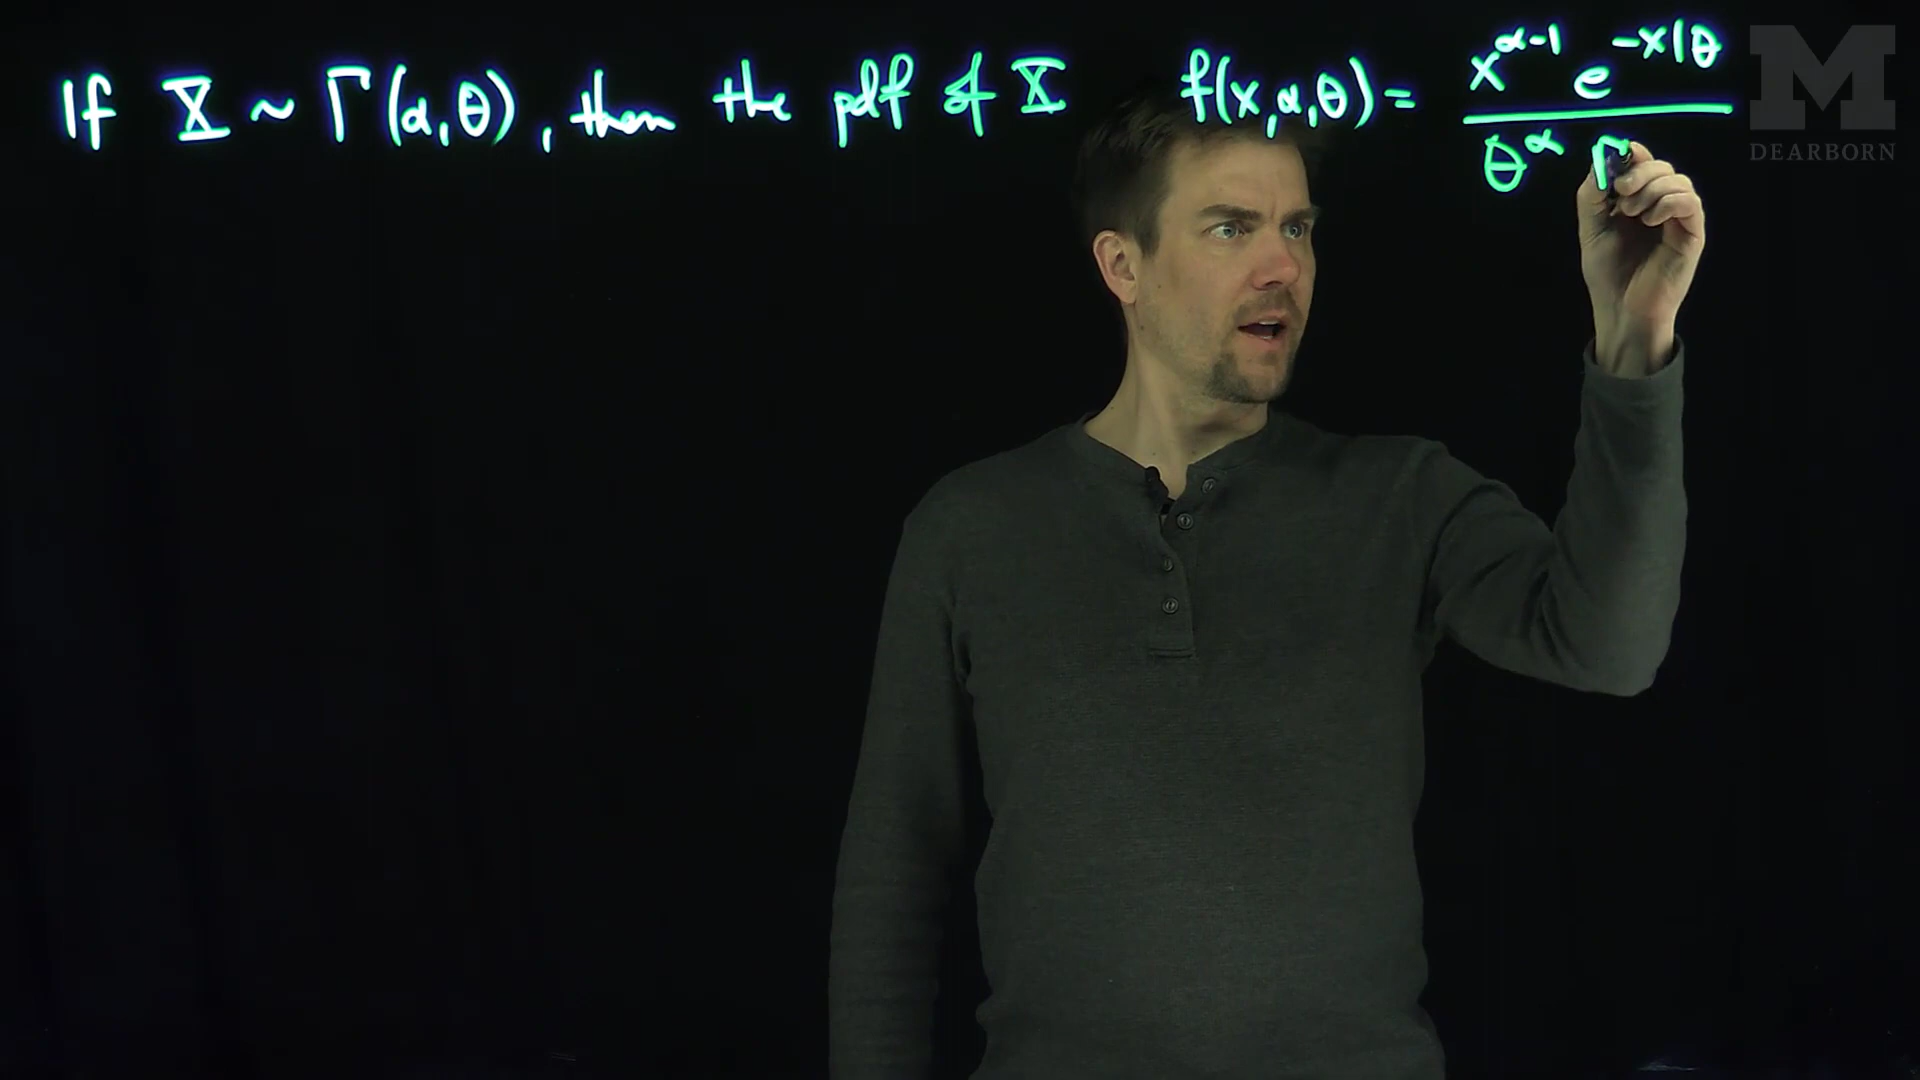 If X ~ Γ(α,θ), then the pdf of X f(x,α,θ) = x^{α-1} e^{-x/θ} / θ^α Γ
M
DEARBORN